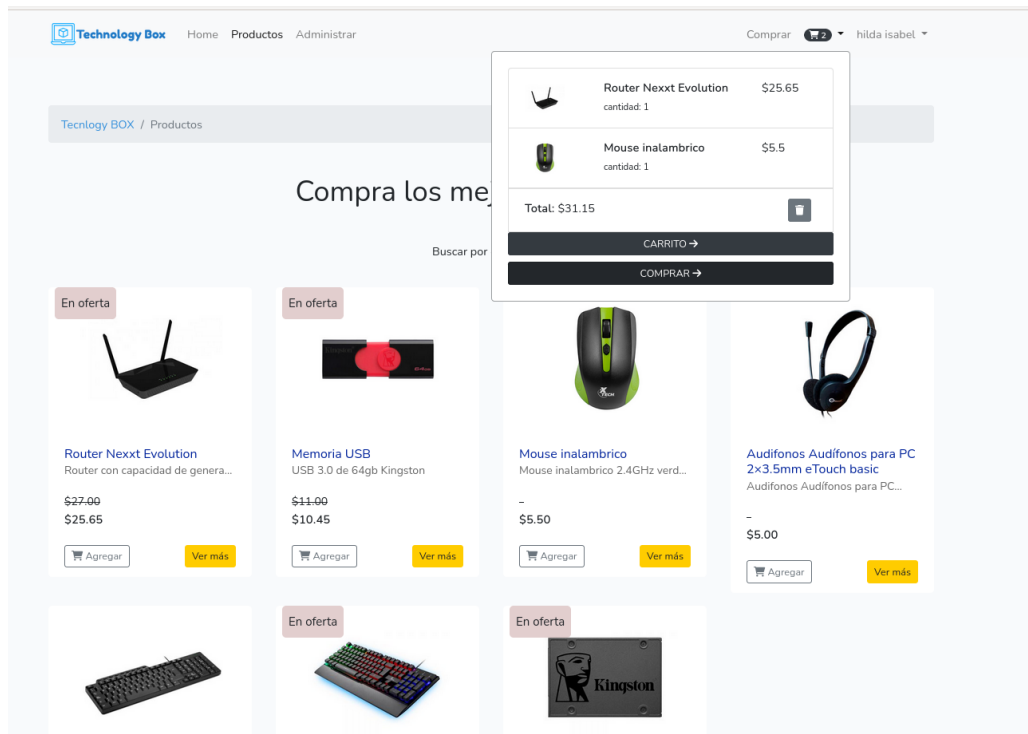 Technology Box Home Productos Administrar Comprar 2 hilda isabel
Router Nexxt Evolution $25.65
cantidad: 1
Tecnlogy BOX / Productos
Mouse inalambrico $5.5
cantidad: 1
Compra los me
Total: $31.15
CARRITO →
Buscar por
COMPRAR →
En oferta En oferta
Kingston
XTECH
Router Nexxt Evolution
Router con capacidad de genera...
$27.00
$25.65
Agregar Ver más
Memoria USB
USB 3.0 de 64gb Kingston
$11.00
$10.45
Agregar Ver más
Mouse inalambrico
Mouse inalambrico 2.4GHz verd...
–
$5.50
Agregar Ver más
Audifonos Audífonos para PC
2×3.5mm eTouch basic
Audifonos Audífonos para PC...
–
$5.00
Agregar Ver más
En oferta En oferta
Kingston